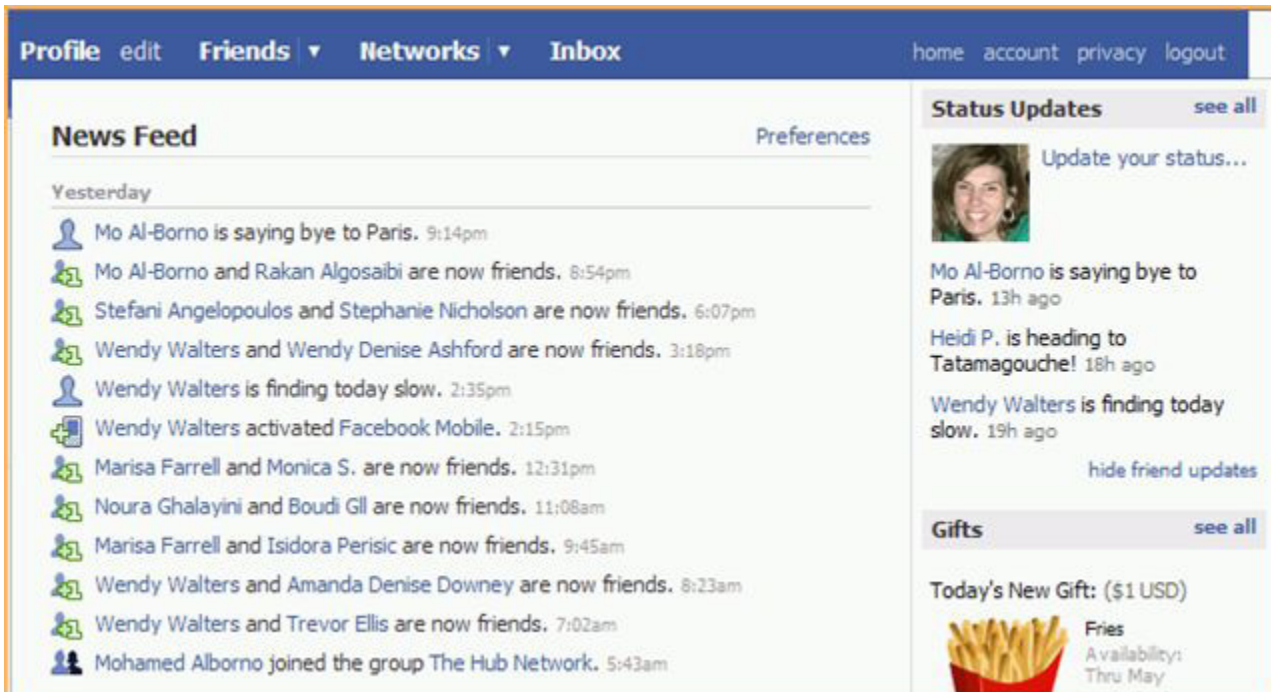 Profile edit Friends Networks Inbox home account privacy logout
News Feed Preferences
Yesterday
Mo Al-Borno is saying bye to Paris. 9:14pm
Mo Al-Borno and Rakan Algosaibi are now friends. 8:54pm
Stefani Angelopoulos and Stephanie Nicholson are now friends. 6:07pm
Wendy Walters and Wendy Denise Ashford are now friends. 3:18pm
Wendy Walters is finding today slow. 2:35pm
Wendy Walters activated Facebook Mobile. 2:15pm
Marisa Farrell and Monica S. are now friends. 12:31pm
Noura Ghalayini and Boudi Gll are now friends. 11:08am
Marisa Farrell and Isidora Perisic are now friends. 9:45am
Wendy Walters and Amanda Denise Downey are now friends. 8:23am
Wendy Walters and Trevor Ellis are now friends. 7:02am
Mohamed Alborno joined the group The Hub Network. 5:43am
Status Updates see all
Update your status...
Mo Al-Borno is saying bye to
Paris. 13h ago
Heidi P. is heading to
Tatamagouche! 18h ago
Wendy Walters is finding today
slow. 19h ago
hide friend updates
Gifts see all
Today's New Gift: ($1 USD)
Fries
Availability:
Thru May